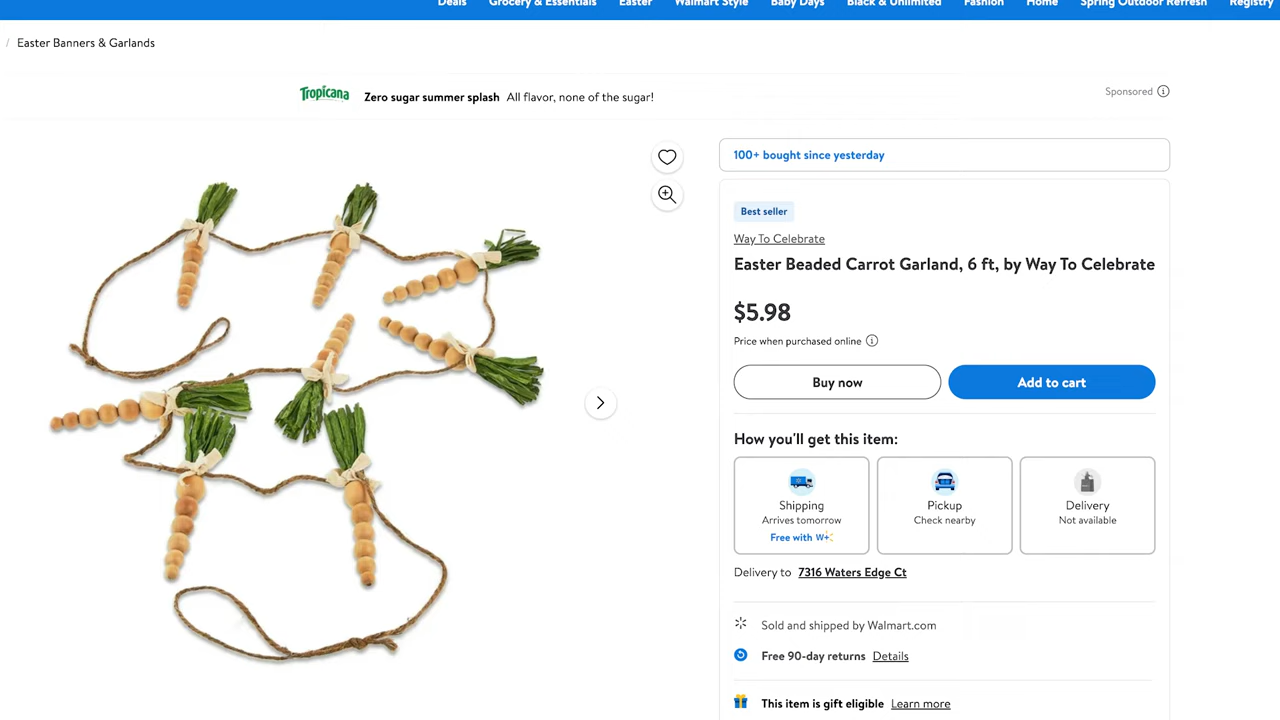 Deals Grocery & Essentials Easter Walmart Style Baby Days Black & Unlimited Fashion Home Spring Outdoor Refresh Registry
/ Easter Banners & Garlands
Tropicana Zero sugar summer splash All flavor, none of the sugar! Sponsored
100+ bought since yesterday
Best seller
Way To Celebrate
Easter Beaded Carrot Garland, 6 ft, by Way To Celebrate
$5.98
Price when purchased online
Buy now Add to cart
How you'll get this item:
Shipping Pickup Delivery
Arrives tomorrow Check nearby Not available
Free with W+
Delivery to 7316 Waters Edge Ct
Sold and shipped by Walmart.com
Free 90-day returns Details
This item is gift eligible Learn more